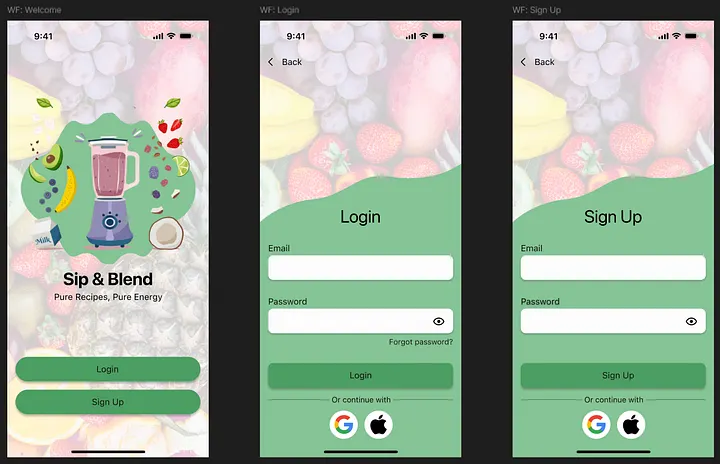 WF: Welcome
9:41
Milk
Sip & Blend
Pure Recipes, Pure Energy
Login
Sign Up
WF: Login
9:41
Back
Login
Email
Password
Forgot password?
Login
Or continue with
G
WF: Sign Up
9:41
Back
Sign Up
Email
Password
Sign Up
Or continue with
G